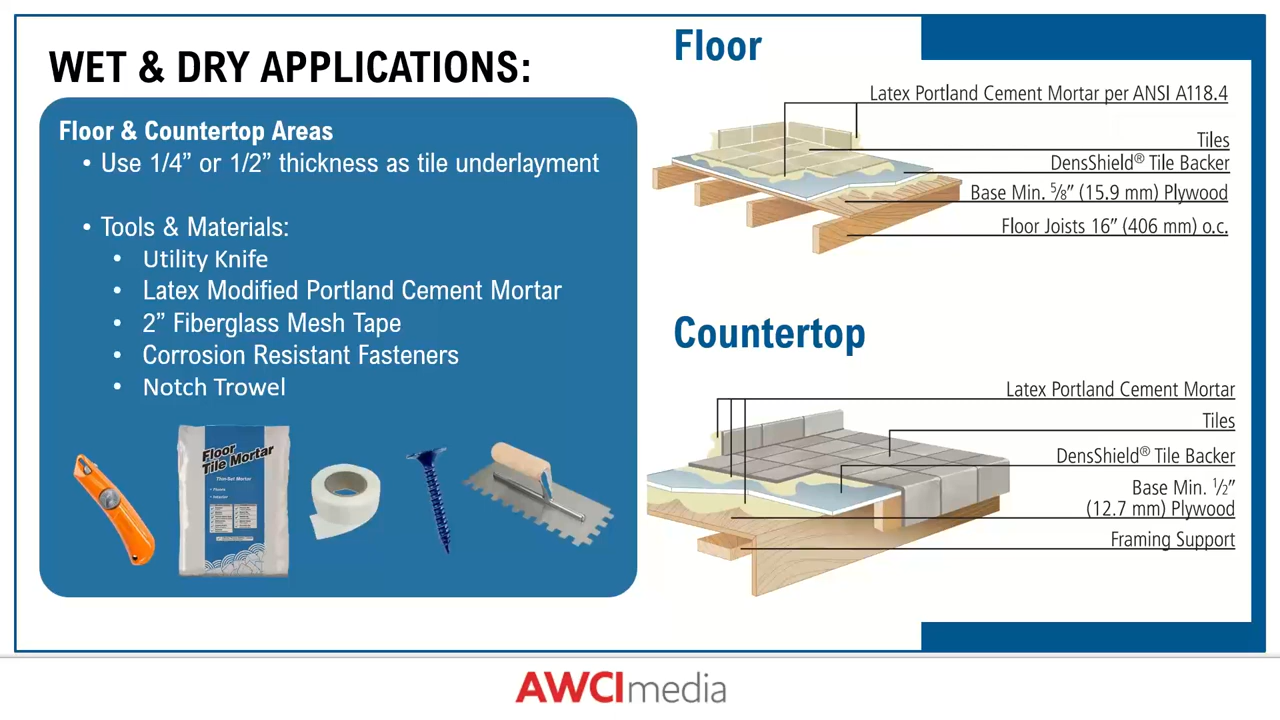 WET & DRY APPLICATIONS:
Floor & Countertop Areas
• Use 1/4” or 1/2” thickness as tile underlayment
• Tools & Materials:
• Utility Knife
• Latex Modified Portland Cement Mortar
• 2” Fiberglass Mesh Tape
• Corrosion Resistant Fasteners
• Notch Trowel
Floor
Tile Mortar
Thin-Set Mortar
Floor
Latex Portland Cement Mortar per ANSI A118.4
Tiles
DensShield® Tile Backer
Base Min. 5/8” (15.9 mm) Plywood
Floor Joists 16” (406 mm) o.c.
Countertop
Latex Portland Cement Mortar
Tiles
DensShield® Tile Backer
Base Min. 1/2”
(12.7 mm) Plywood
Framing Support
AWCImedia